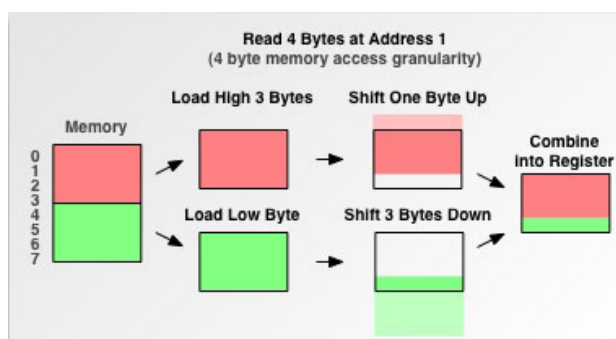 Read 4 Bytes at Address 1
(4 byte memory access granularity)
Load High 3 Bytes
Shift One Byte Up
Memory
Combine
into Register
0
1
2
3
4
5
6
7
Load Low Byte
Shift 3 Bytes Down